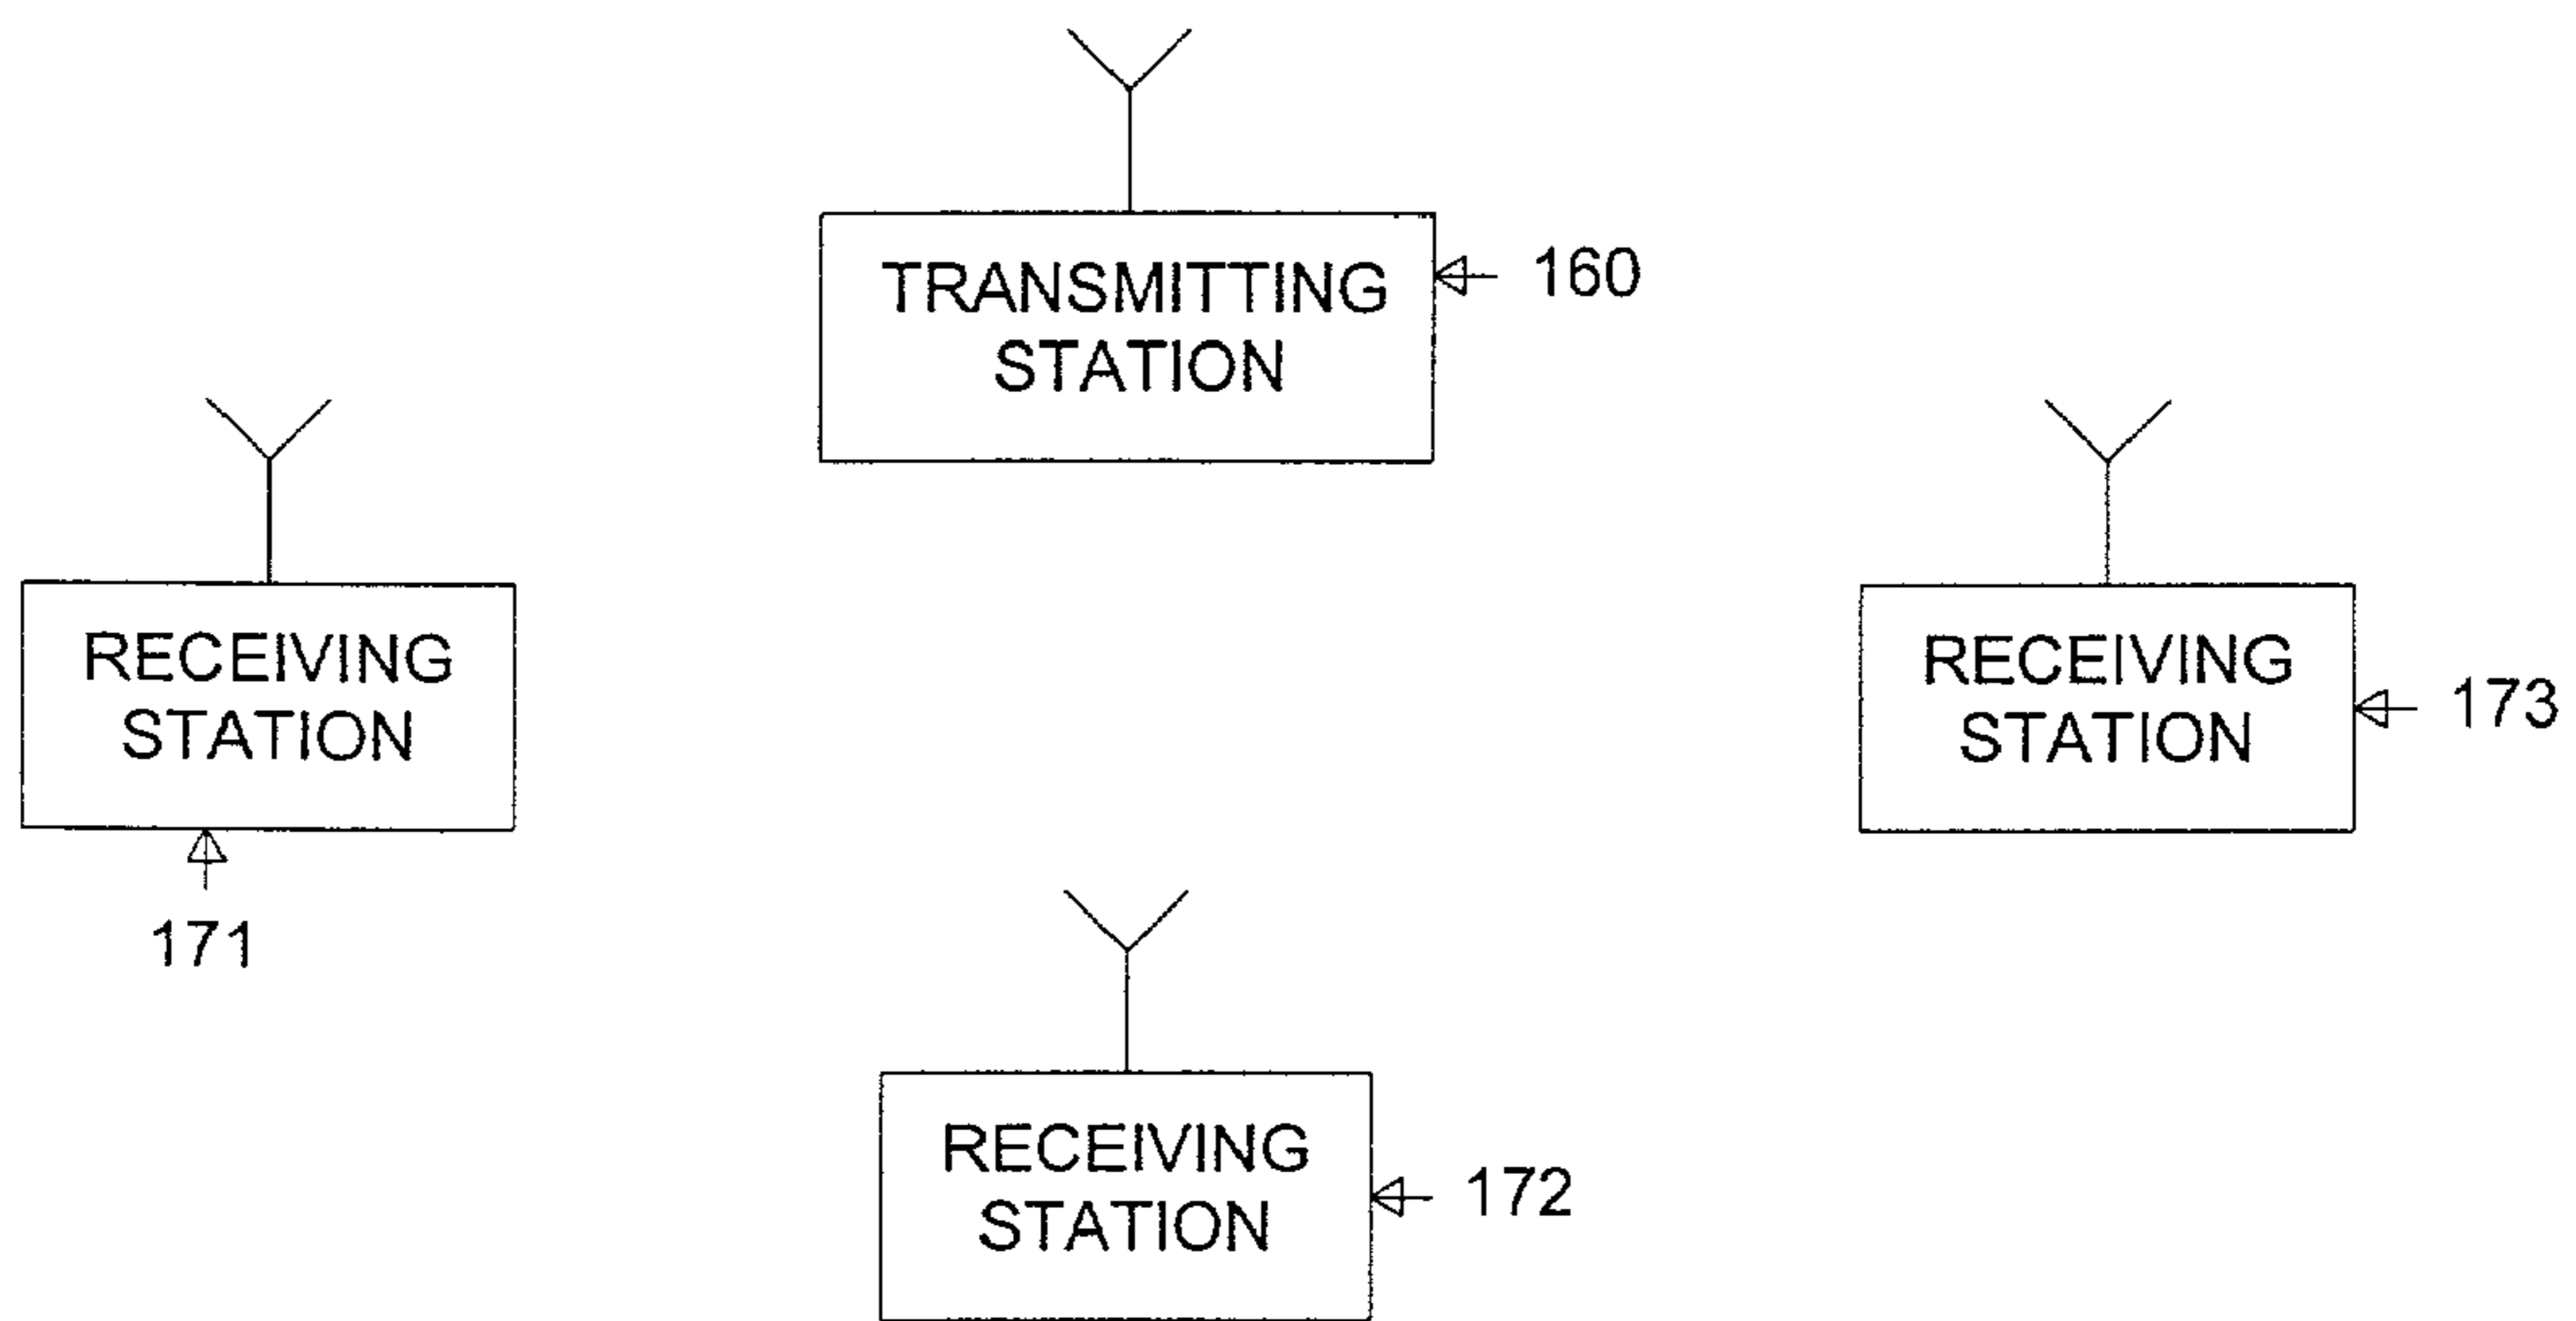 TRANSMITTING
STATION
160
RECEIVING
STATION
171
RECEIVING
STATION
173
RECEIVING
STATION
172